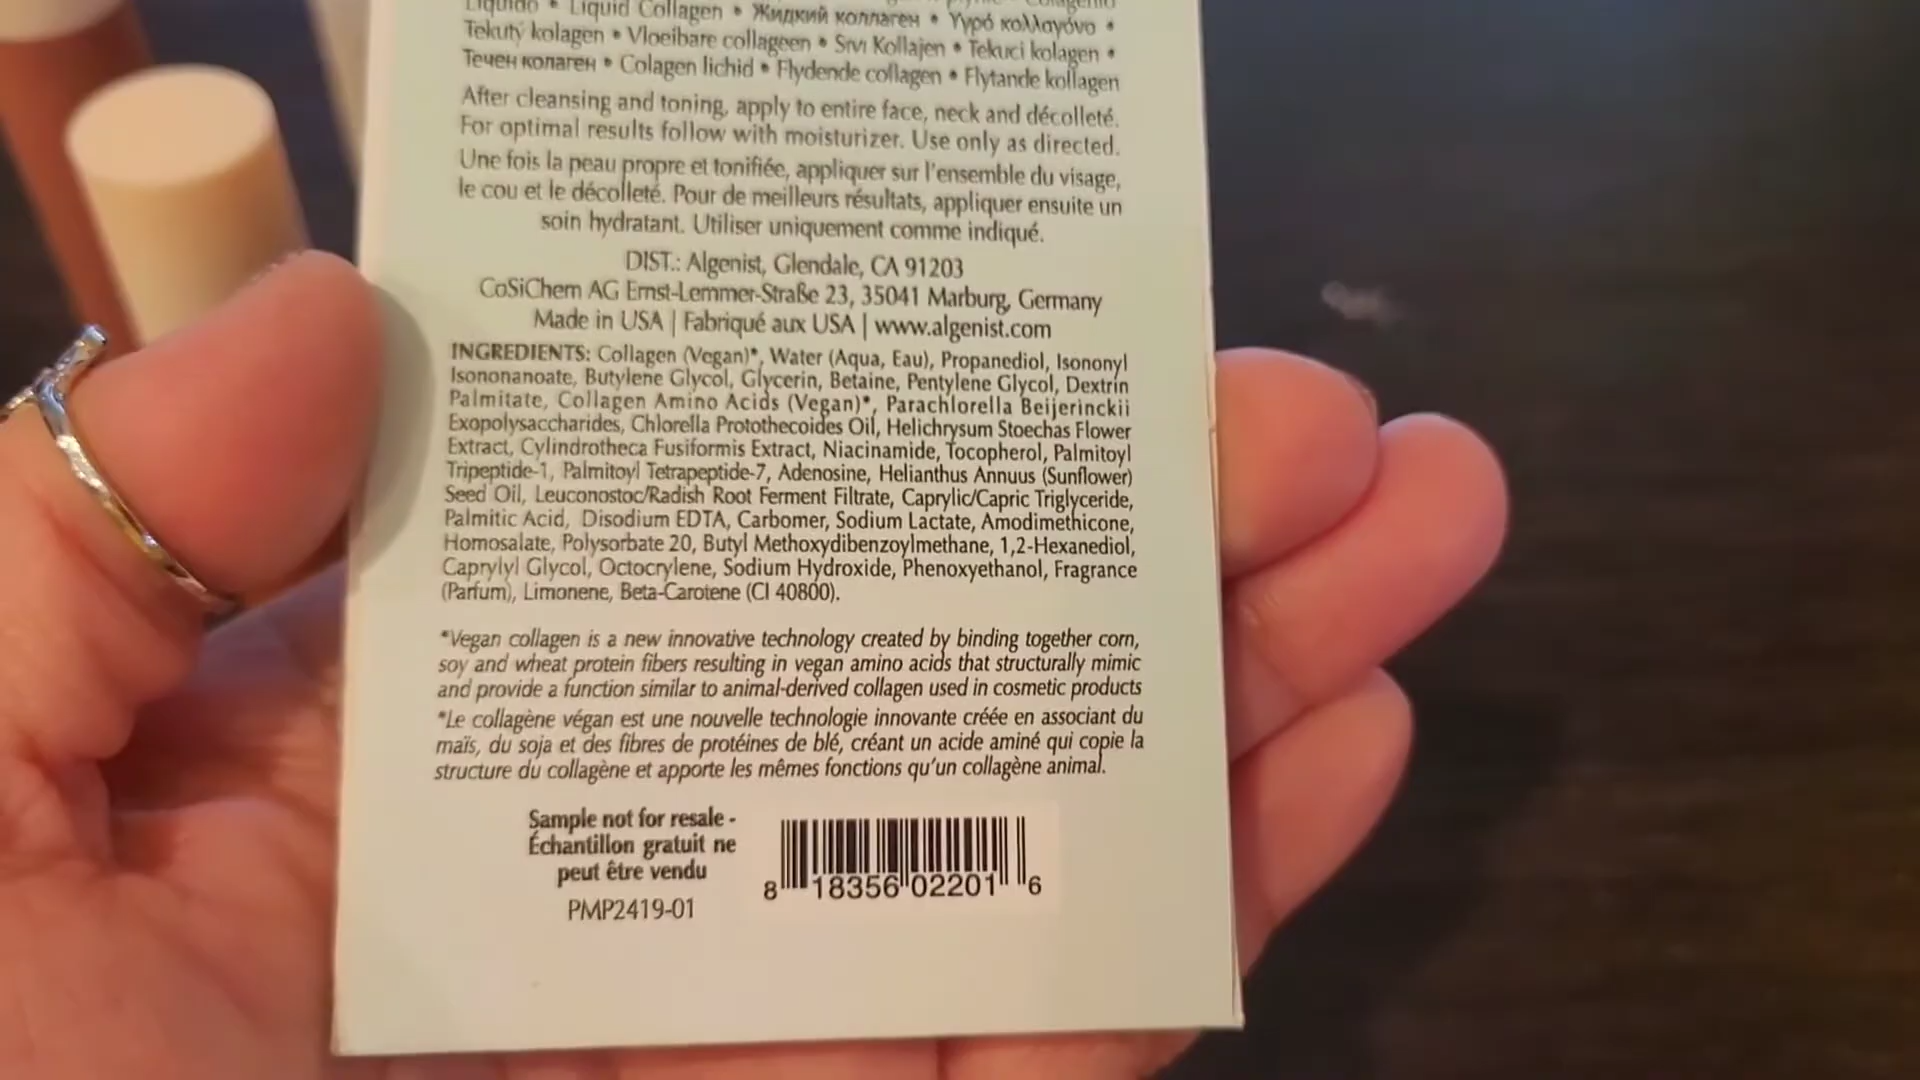 Liquido • Liquid Collagen • Жидкий коллаген • Υγρό κολλαγόνο •
Tekutý kolagen • Vloeibare collageen • Sıvı Kollajen • Tekuci kolagen •
Течен колаген • Colagen lichid • Flydende collagen • Flytande kollagen
After cleansing and toning, apply to entire face, neck and décolleté.
For optimal results follow with moisturizer. Use only as directed.
Une fois la peau propre et tonifiée, appliquer sur l'ensemble du visage,
le cou et le décolleté. Pour de meilleurs résultats, appliquer ensuite un
soin hydratant. Utiliser uniquement comme indiqué.
DIST.: Algenist, Glendale, CA 91203
CoSiChem AG Ernst-Lemmer-Straße 23, 35041 Marburg, Germany
Made in USA | Fabriqué aux USA | www.algenist.com
INGREDIENTS: Collagen (Vegan)*, Water (Aqua, Eau), Propanediol, Isononyl
Isononanoate, Butylene Glycol, Glycerin, Betaine, Pentylene Glycol, Dextrin
Palmitate, Collagen Amino Acids (Vegan)*, Parachlorella Beijerinckii
Exopolysaccharides, Chlorella Protothecoides Oil, Helichrysum Stoechas Flower
Extract, Cylindrotheca Fusiformis Extract, Niacinamide, Tocopherol, Palmitoyl
Tripeptide-1, Palmitoyl Tetrapeptide-7, Adenosine, Helianthus Annuus (Sunflower)
Seed Oil, Leuconostoc/Radish Root Ferment Filtrate, Caprylic/Capric Triglyceride,
Palmitic Acid, Disodium EDTA, Carbomer, Sodium Lactate, Amodimethicone,
Homosalate, Polysorbate 20, Butyl Methoxydibenzoylmethane, 1,2-Hexanediol,
Caprylyl Glycol, Octocrylene, Sodium Hydroxide, Phenoxyethanol, Fragrance
(Parfum), Limonene, Beta-Carotene (CI 40800).
*Vegan collagen is a new innovative technology created by binding together corn,
soy and wheat protein fibers resulting in vegan amino acids that structurally mimic
and provide a function similar to animal-derived collagen used in cosmetic products
*Le collagène végan est une nouvelle technologie innovante créée en associant du
maïs, du soja et des fibres de protéines de blé, créant un acide aminé qui copie la
structure du collagène et apporte les mêmes fonctions qu'un collagène animal.
Sample not for resale -
Échantillon gratuit ne
peut être vendu
PMP2419-01
8 18356 02201 6